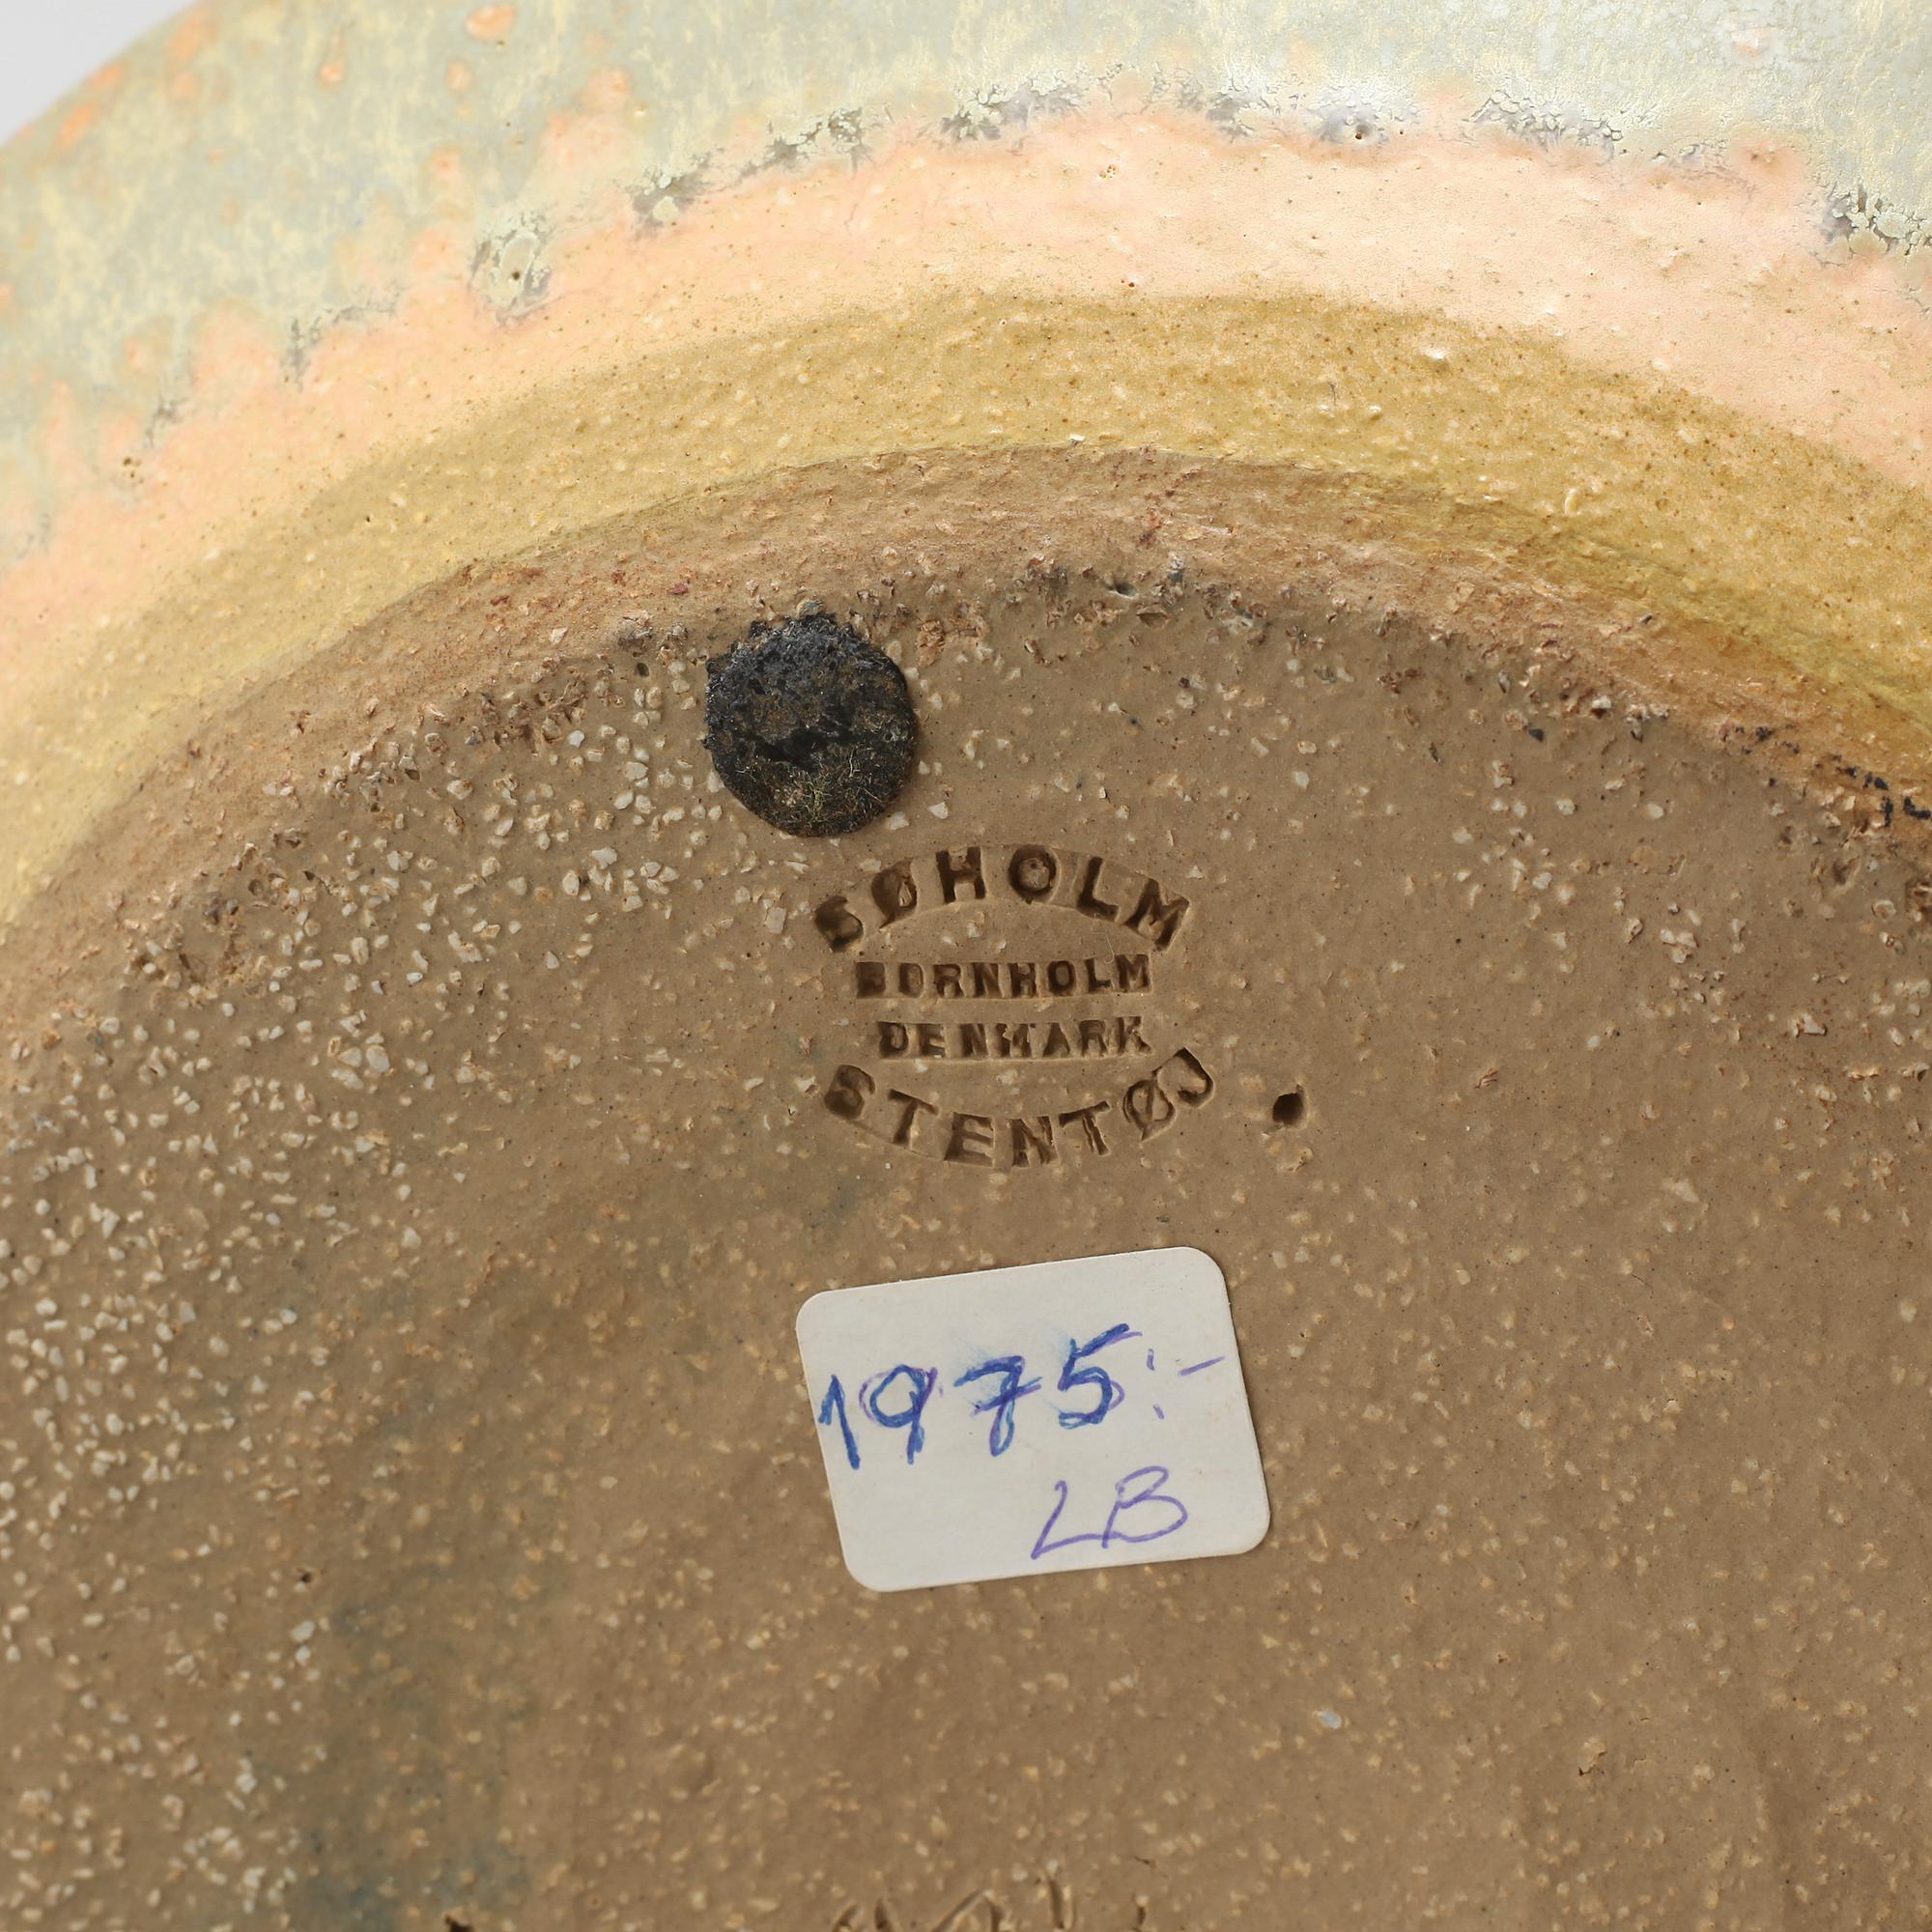 SØHOLM
BORNHOLM
DENMARK
STENTØJ
1975:-
LB